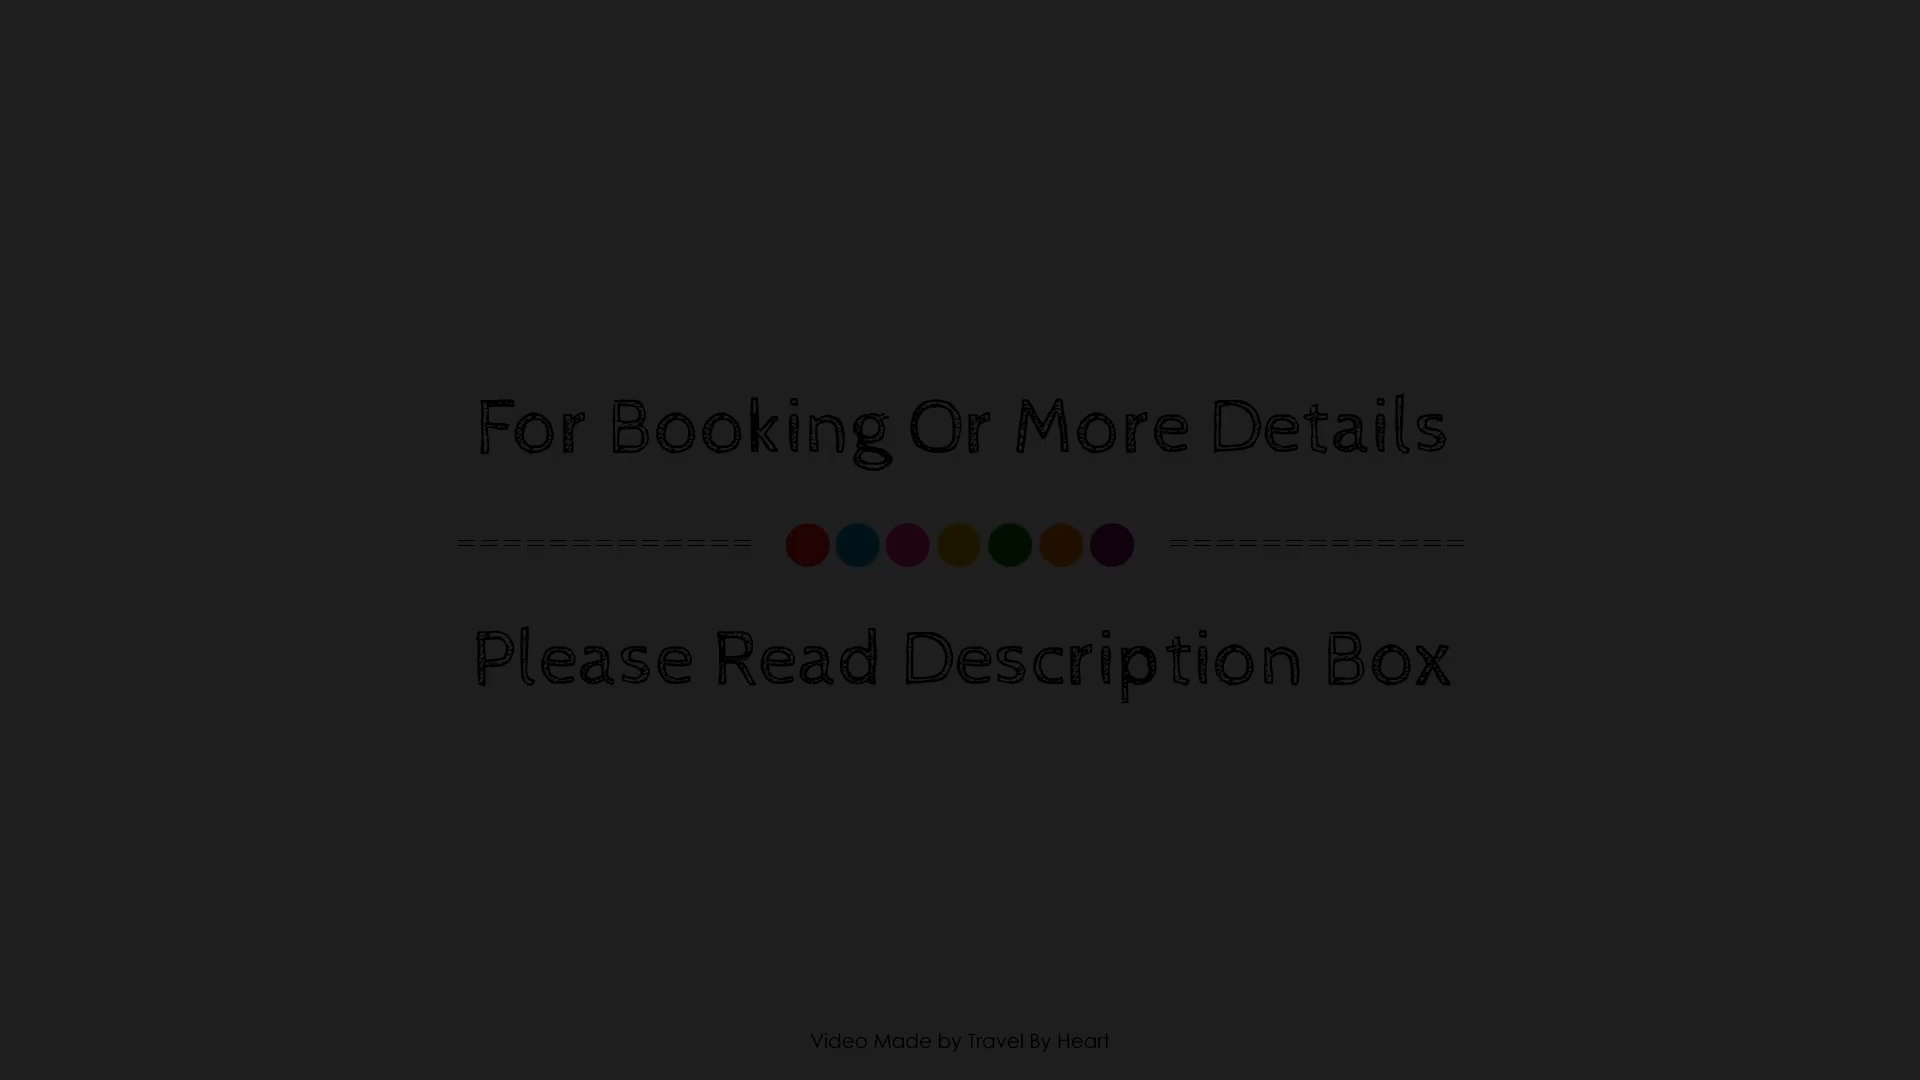 For Booking Or More Details
============= =============
Please Read Description Box
Video Made by Travel By Heart